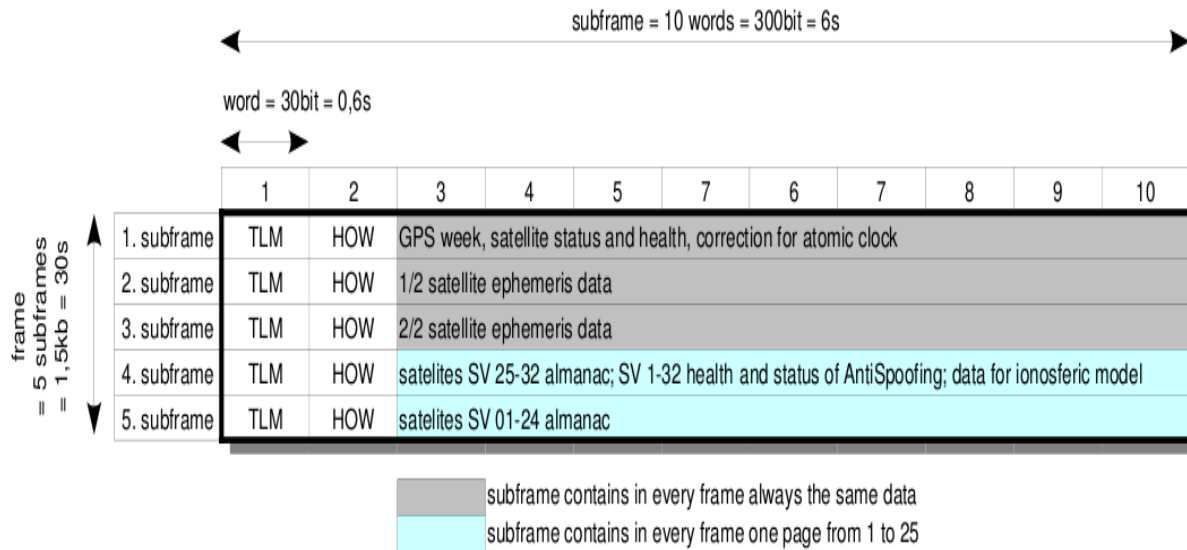 subframe = 10 words = 300bit = 6s
word = 30bit = 0,6s
1 2 3 4 5 7 6 7 8 9 10
frame
= 5 subframes
= 1,5kb = 30s
1. subframe TLM HOW GPS week, satellite status and health, correction for atomic clock
2. subframe TLM HOW 1/2 satellite ephemeris data
3. subframe TLM HOW 2/2 satellite ephemeris data
4. subframe TLM HOW satelites SV 25-32 almanac; SV 1-32 health and status of AntiSpoofing; data for ionosferic model
5. subframe TLM HOW satelites SV 01-24 almanac
subframe contains in every frame always the same data
subframe contains in every frame one page from 1 to 25